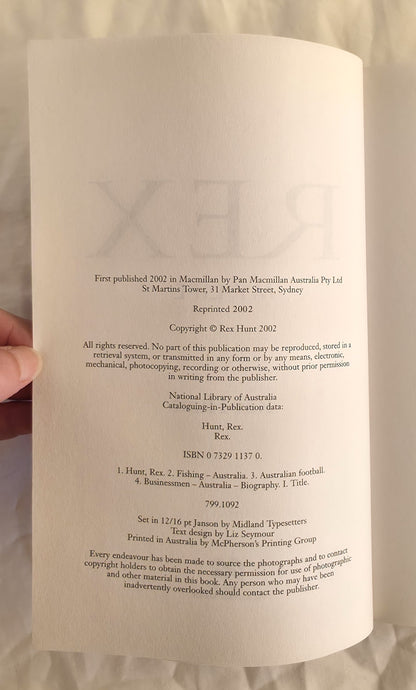 REX
First published 2002 in Macmillan by Pan Macmillan Australia Pty Ltd
St Martins Tower, 31 Market Street, Sydney
Reprinted 2002
Copyright © Rex Hunt 2002
All rights reserved. No part of this publication may be reproduced, stored in a
retrieval system, or transmitted in any form or by any means, electronic,
mechanical, photocopying, recording or otherwise, without prior permission
in writing from the publisher.
National Library of Australia
Cataloguing-in-Publication data:
Hunt, Rex.
Rex.
ISBN 0 7329 1137 0.
1. Hunt, Rex. 2. Fishing – Australia. 3. Australian football.
4. Businessmen – Australia – Biography. I. Title.
799.1092
Set in 12/16 pt Janson by Midland Typesetters
Text design by Liz Seymour
Printed in Australia by McPherson's Printing Group
Every endeavour has been made to source the photographs and to contact
copyright holders to obtain the necessary permission for use of photographic
and other material in this book. Any person who may have been
inadvertently overlooked should contact the publisher.